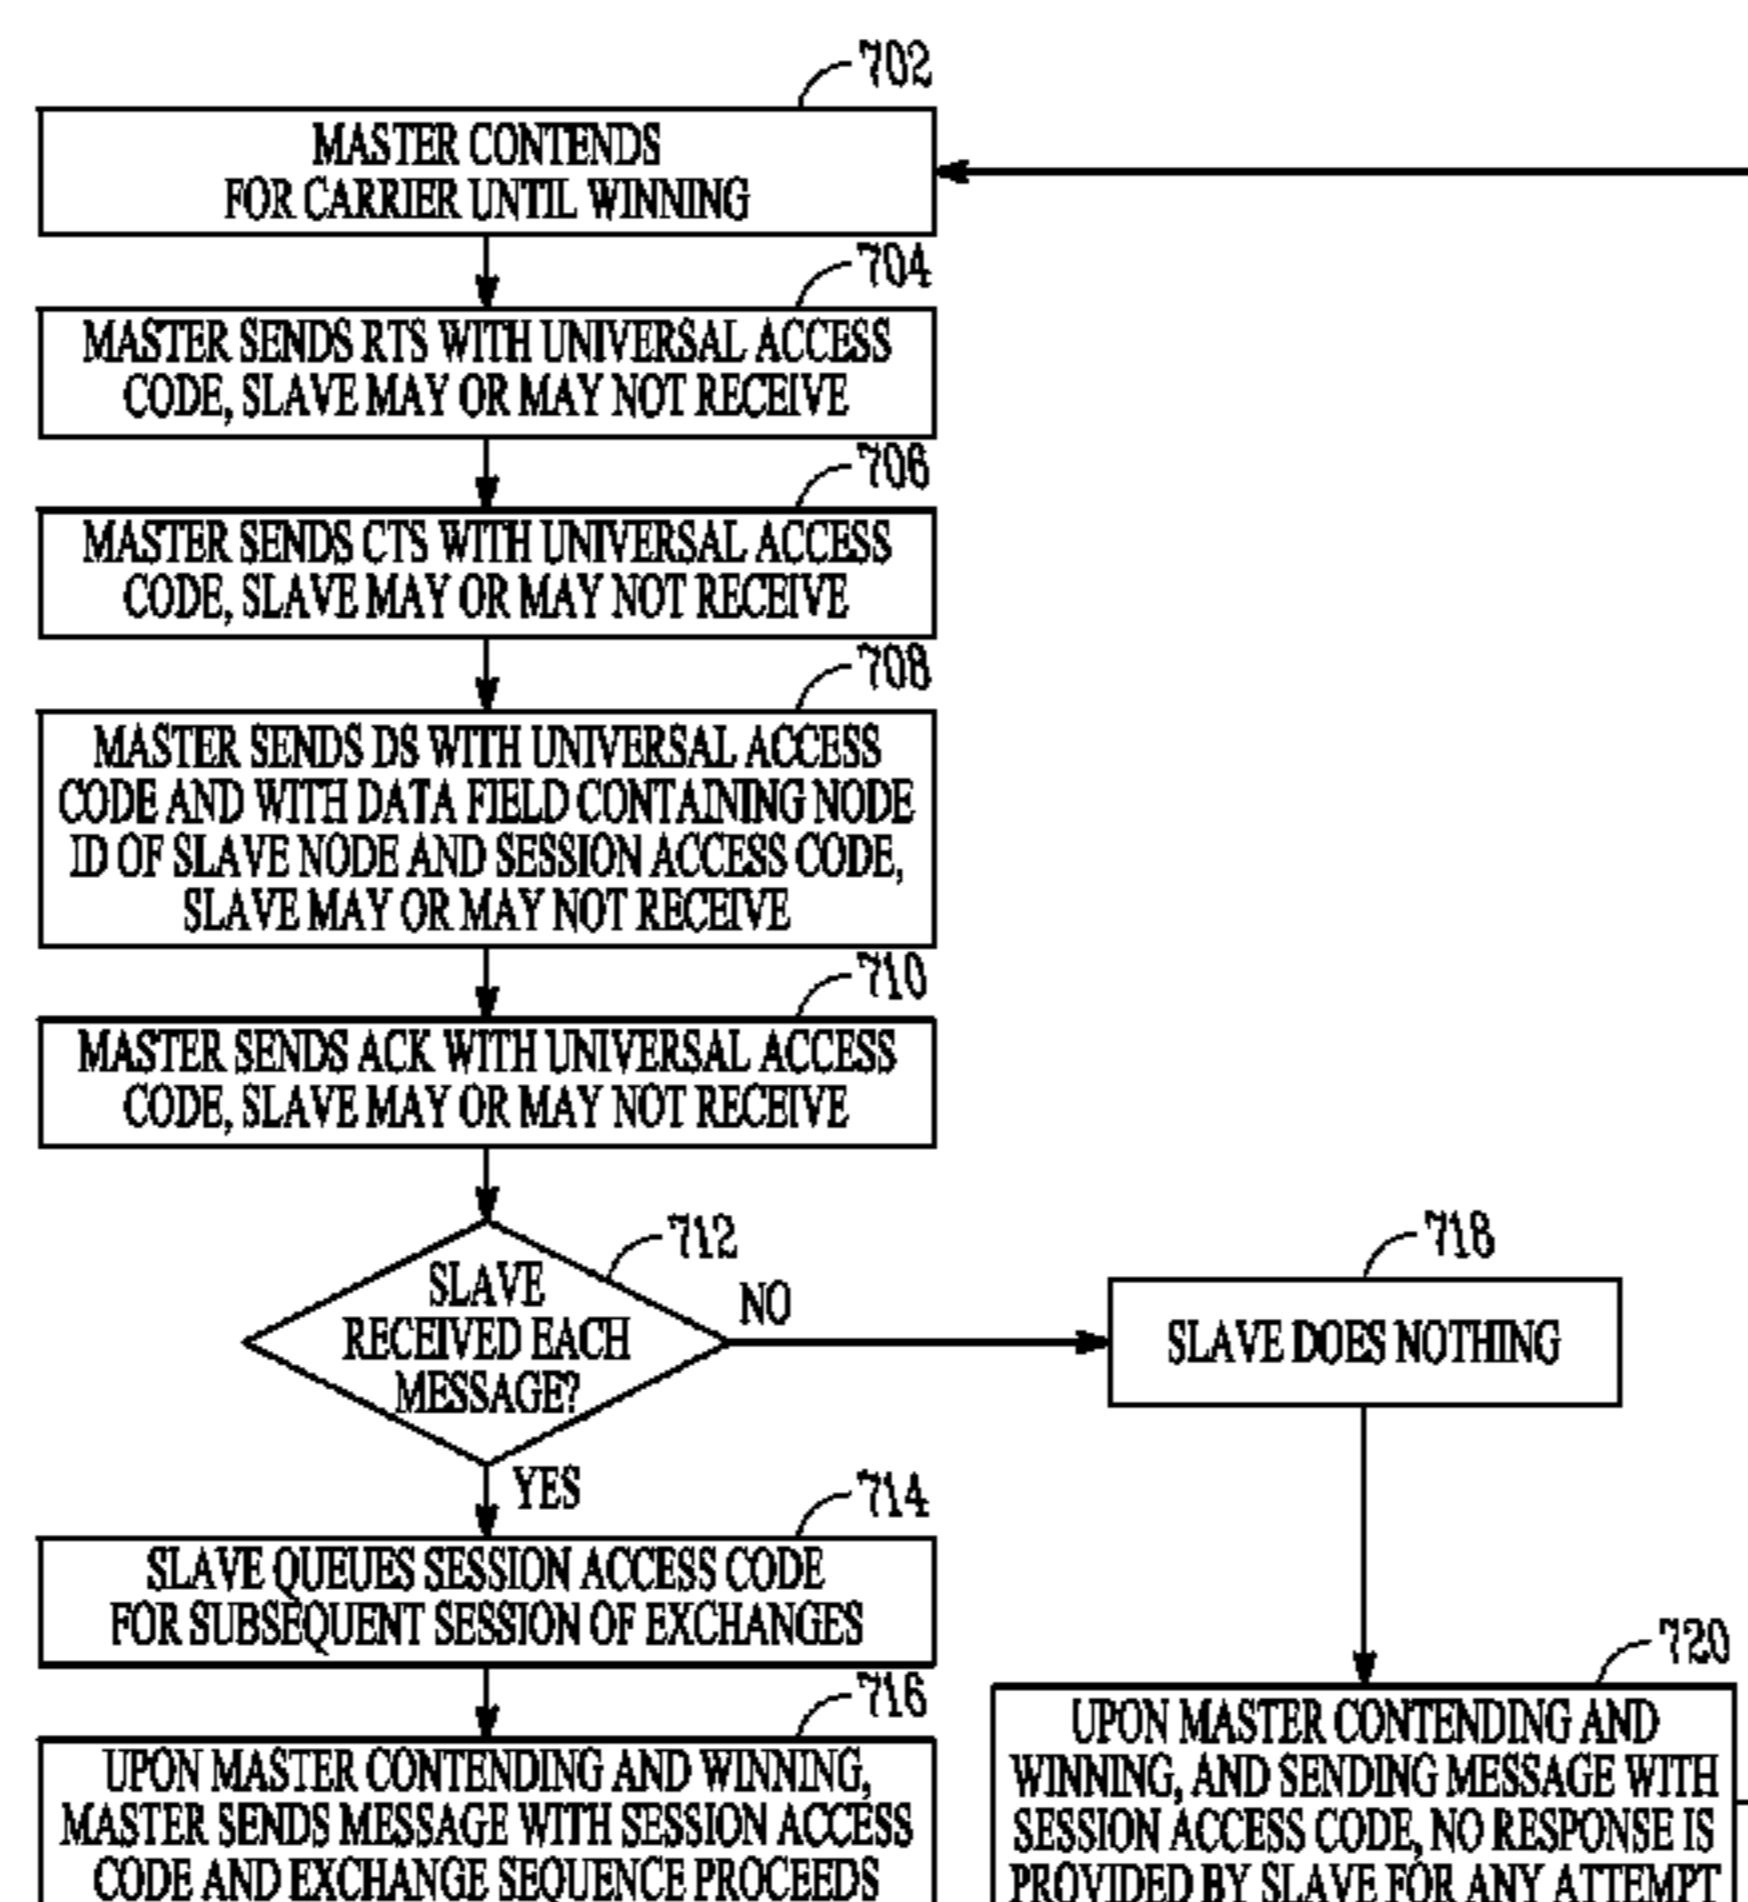 702
MASTER CONTENDS
FOR CARRIER UNTIL WINNING
704
MASTER SENDS RTS WITH UNIVERSAL ACCESS
CODE, SLAVE MAY OR MAY NOT RECEIVE
706
MASTER SENDS CTS WITH UNIVERSAL ACCESS
CODE, SLAVE MAY OR MAY NOT RECEIVE
708
MASTER SENDS DS WITH UNIVERSAL ACCESS
CODE AND WITH DATA FIELD CONTAINING NODE
ID OF SLAVE NODE AND SESSION ACCESS CODE,
SLAVE MAY OR MAY NOT RECEIVE
710
MASTER SENDS ACK WITH UNIVERSAL ACCESS
CODE, SLAVE MAY OR MAY NOT RECEIVE
712
SLAVE
RECEIVED EACH
MESSAGE?
NO
718
SLAVE DOES NOTHING
YES
714
SLAVE QUEUES SESSION ACCESS CODE
FOR SUBSEQUENT SESSION OF EXCHANGES
716
UPON MASTER CONTENDING AND WINNING,
MASTER SENDS MESSAGE WITH SESSION ACCESS
CODE AND EXCHANGE SEQUENCE PROCEEDS
720
UPON MASTER CONTENDING AND
WINNING, AND SENDING MESSAGE WITH
SESSION ACCESS CODE, NO RESPONSE IS
PROVIDED BY SLAVE FOR ANY ATTEMPT